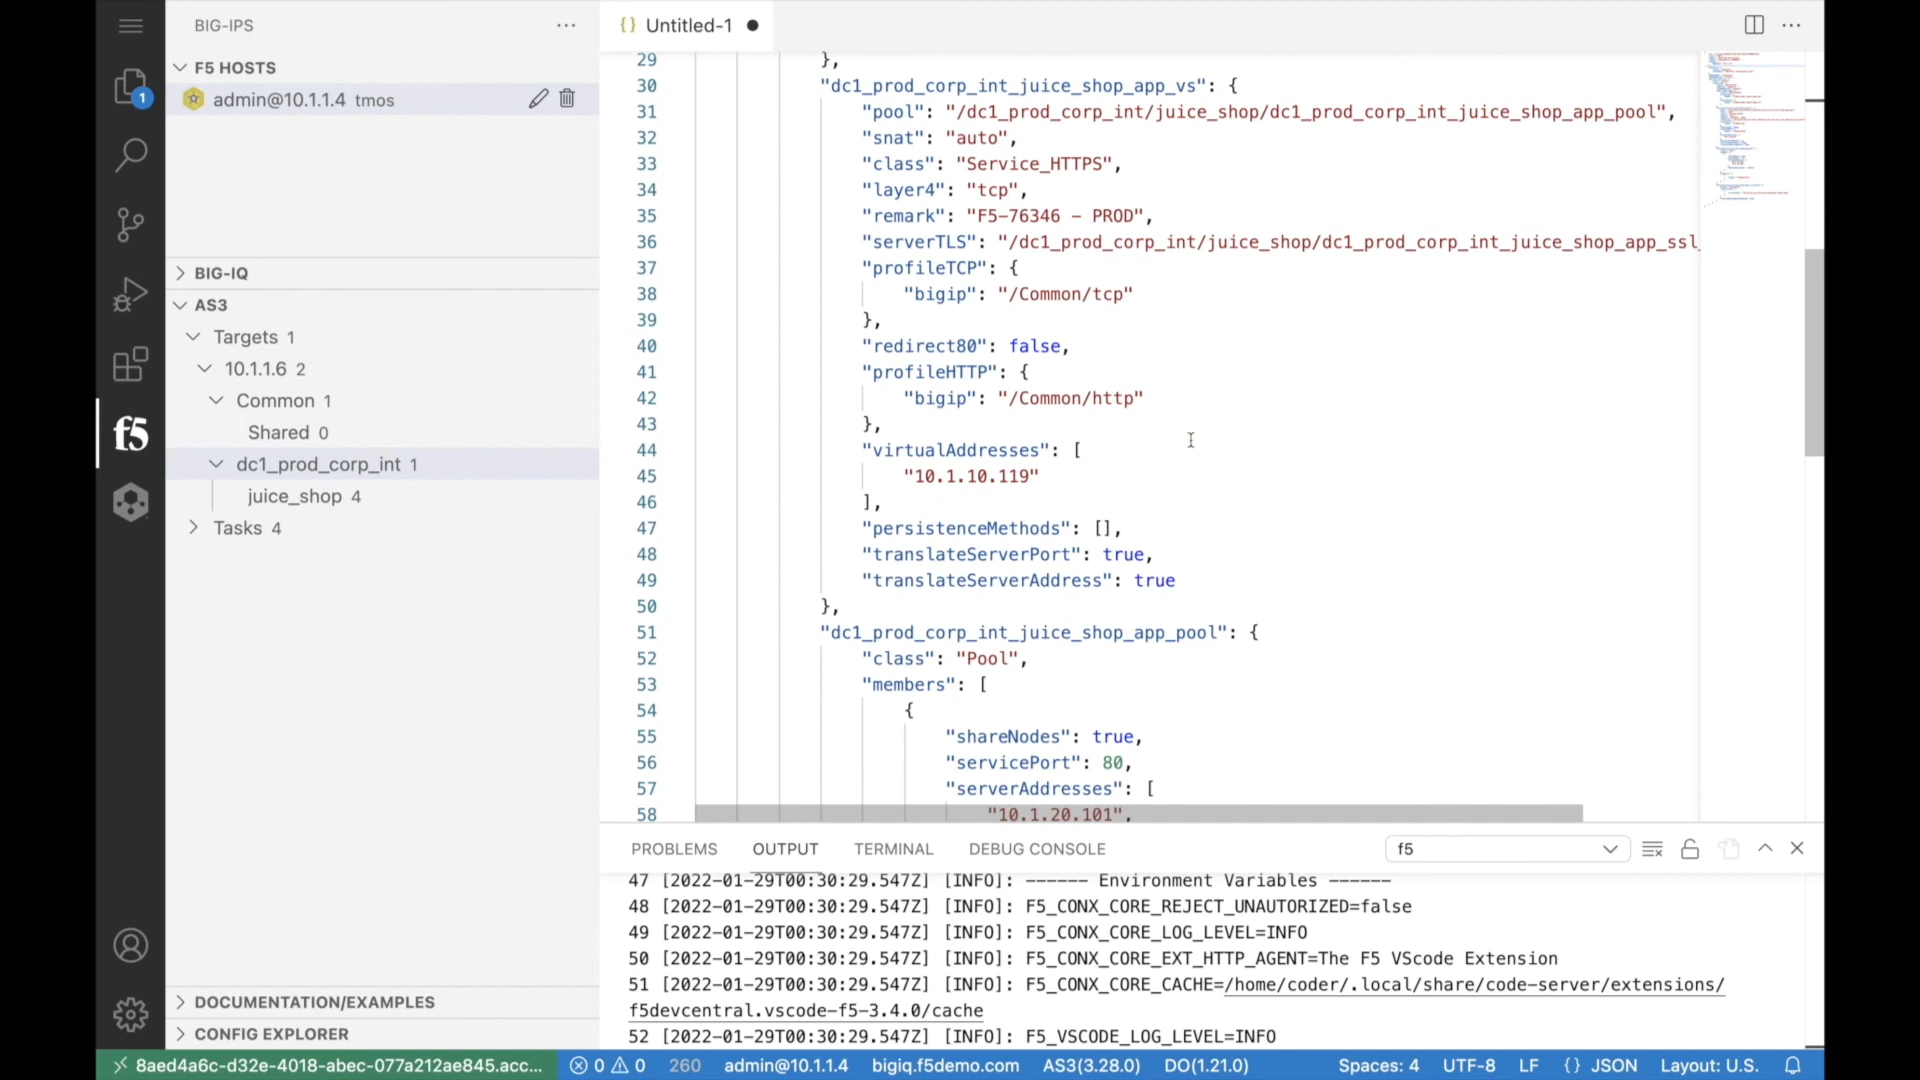 BIG-IPS
F5 HOSTS
admin@10.1.1.4 tmos
BIG-IQ
AS3
Targets 1
10.1.1.6 2
Common 1
Shared 0
dc1_prod_corp_int 1
juice_shop 4
Tasks 4
DOCUMENTATION/EXAMPLES
CONFIG EXPLORER
1
f5
{} Untitled-1
29 },
30 "dc1_prod_corp_int_juice_shop_app_vs": {
31 "pool": "/dc1_prod_corp_int/juice_shop/dc1_prod_corp_int_juice_shop_app_pool",
32 "snat": "auto",
33 "class": "Service_HTTPS",
34 "layer4": "tcp",
35 "remark": "F5-76346 - PROD",
36 "serverTLS": "/dc1_prod_corp_int/juice_shop/dc1_prod_corp_int_juice_shop_app_ssl_
37 "profileTCP": {
38 "bigip": "/Common/tcp"
39 },
40 "redirect80": false,
41 "profileHTTP": {
42 "bigip": "/Common/http"
43 },
44 "virtualAddresses": [
45 "10.1.10.119"
46 ],
47 "persistenceMethods": [],
48 "translateServerPort": true,
49 "translateServerAddress": true
50 },
51 "dc1_prod_corp_int_juice_shop_app_pool": {
52 "class": "Pool",
53 "members": [
54 {
55 "shareNodes": true,
56 "servicePort": 80,
57 "serverAddresses": [
58 "10.1.20.101",
PROBLEMS OUTPUT TERMINAL DEBUG CONSOLE f5
47 [2022-01-29T00:30:29.547Z] [INFO]: ------ Environment Variables ------
48 [2022-01-29T00:30:29.547Z] [INFO]: F5_CONX_CORE_REJECT_UNAUTORIZED=false
49 [2022-01-29T00:30:29.547Z] [INFO]: F5_CONX_CORE_LOG_LEVEL=INFO
50 [2022-01-29T00:30:29.547Z] [INFO]: F5_CONX_CORE_EXT_HTTP_AGENT=The F5 VScode Extension
51 [2022-01-29T00:30:29.547Z] [INFO]: F5_CONX_CORE_CACHE=/home/coder/.local/share/code-server/extensions/
f5devcentral.vscode-f5-3.4.0/cache
52 [2022-01-29T00:30:29.547Z] [INFO]: F5_VSCODE_LOG_LEVEL=INFO
8aed4a6c-d32e-4018-abec-077a212ae845.acc... 0 0 260 admin@10.1.1.4 bigiq.f5demo.com AS3(3.28.0) DO(1.21.0) Spaces: 4 UTF-8 LF {} JSON Layout: U.S.